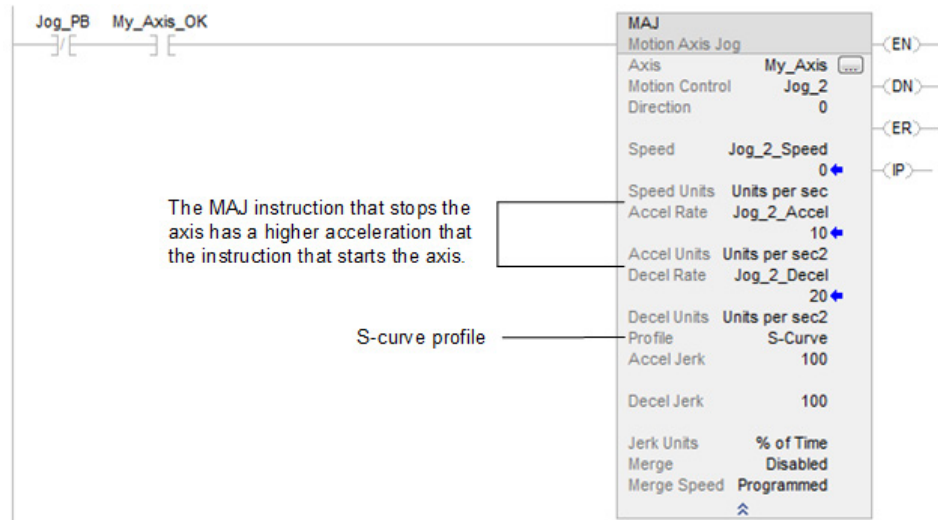 Jog_PB My_Axis_OK
MAJ
Motion Axis Jog
Axis My_Axis ...
Motion Control Jog_2
Direction 0
Speed Jog_2_Speed
0
Speed Units Units per sec
Accel Rate Jog_2_Accel
10
Accel Units Units per sec2
Decel Rate Jog_2_Decel
20
Decel Units Units per sec2
Profile S-Curve
Accel Jerk 100
Decel Jerk 100
Jerk Units % of Time
Merge Disabled
Merge Speed Programmed
EN
DN
ER
IP
The MAJ instruction that stops the
axis has a higher acceleration that
the instruction that starts the axis.
S-curve profile